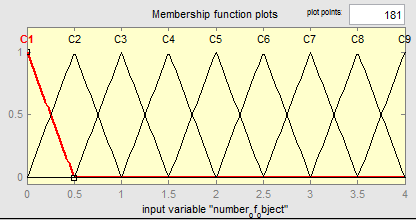 Membership function plots
plot points: 181
C1 C2 C3 C4 C5 C6 C7 C8 C9
1
0.5
0
0 0.5 1 1.5 2 2.5 3 3.5 4
input variable "number_of_object"